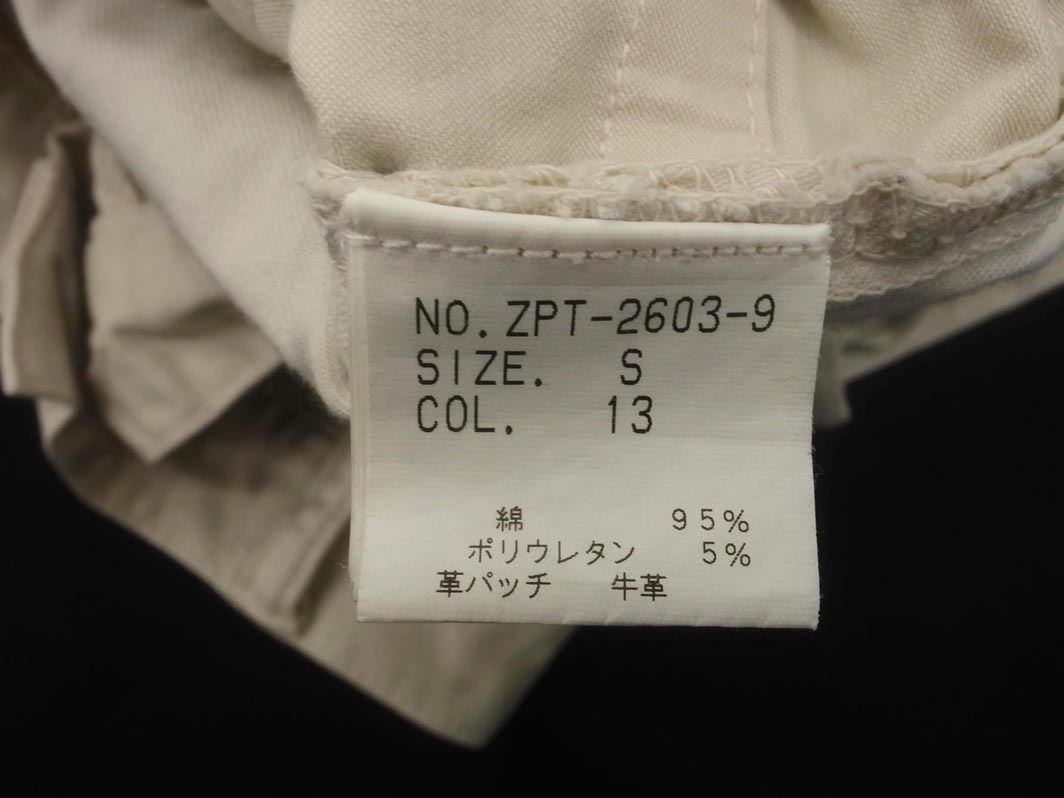 NO. ZPT-2603-9
SIZE. S
COL. 13
綿 95%
ポリウレタン 5%
革パッチ 牛革